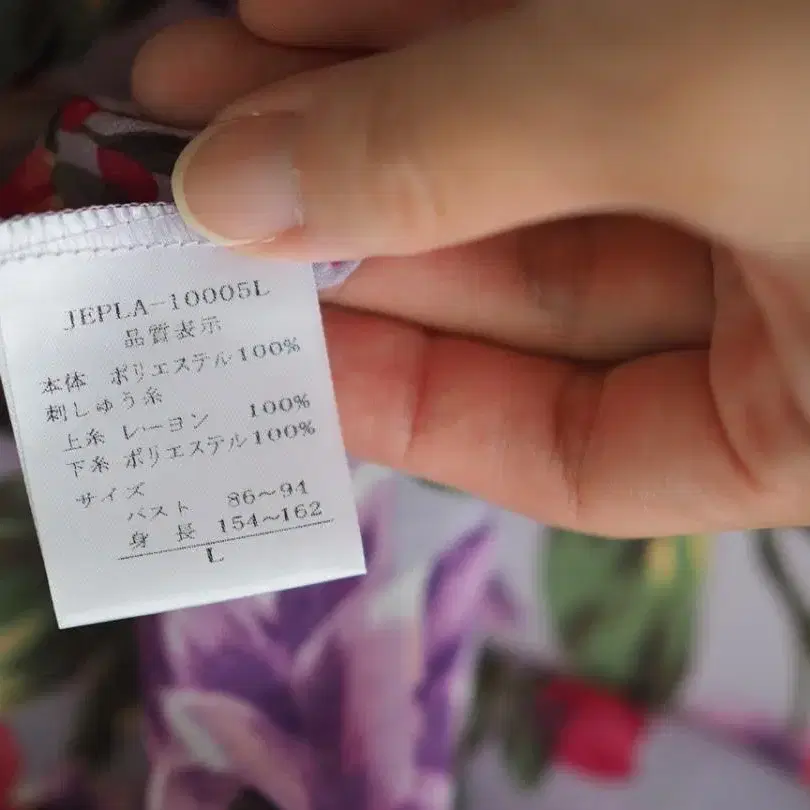 JEPLA-10005L
品質表示
本体 ポリエステル100%
刺しゅう糸
上糸 レーヨン 100%
下糸 ポリエステル100%
サイズ
バスト 86~94
身 長 154~162
L